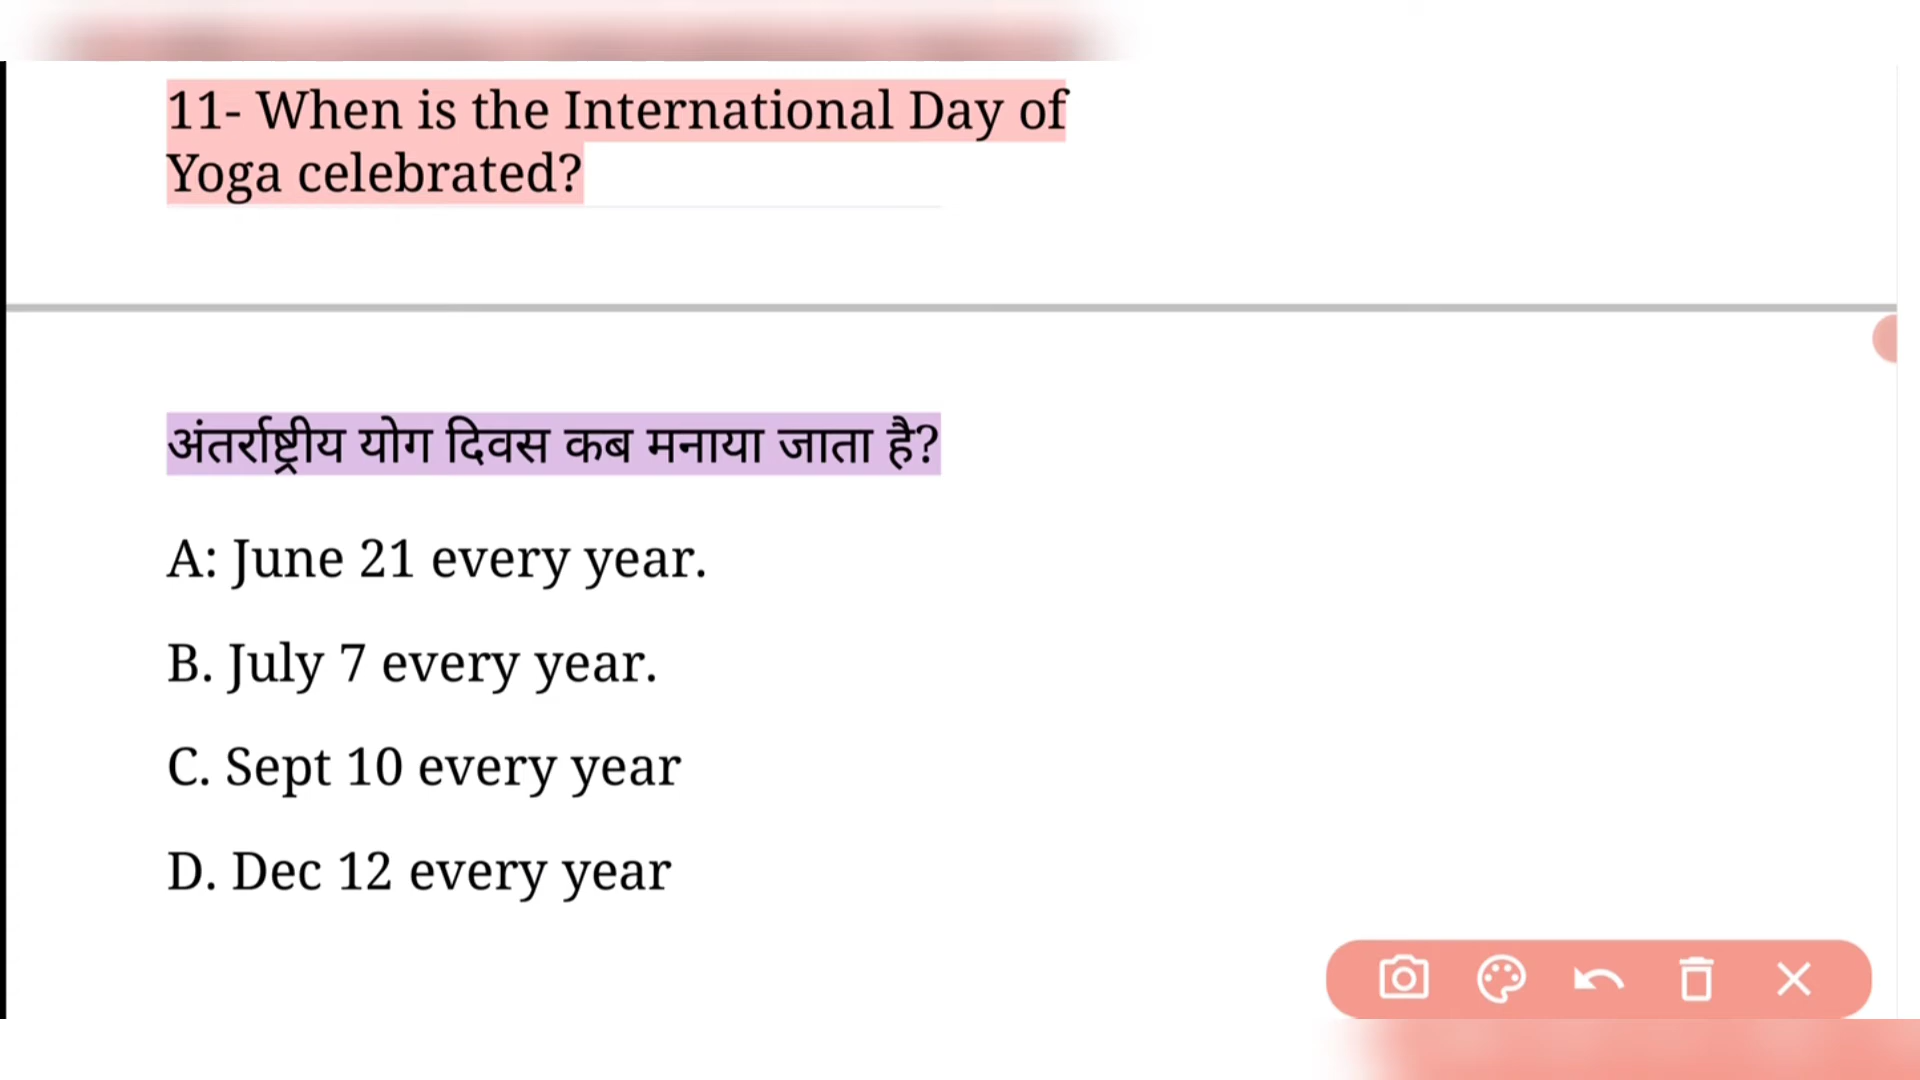 11- When is the International Day of
Yoga celebrated?
अंतर्राष्ट्रीय योग दिवस कब मनाया जाता है?
A: June 21 every year.
B. July 7 every year.
C. Sept 10 every year
D. Dec 12 every year